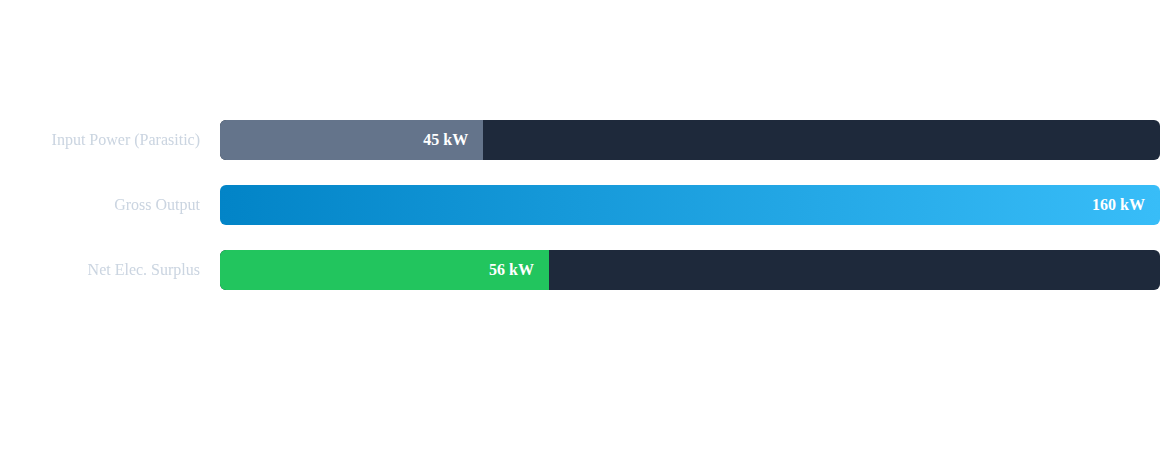 Input Power (Parasitic) 45 kW
Gross Output 160 kW
Net Elec. Surplus 56 kW